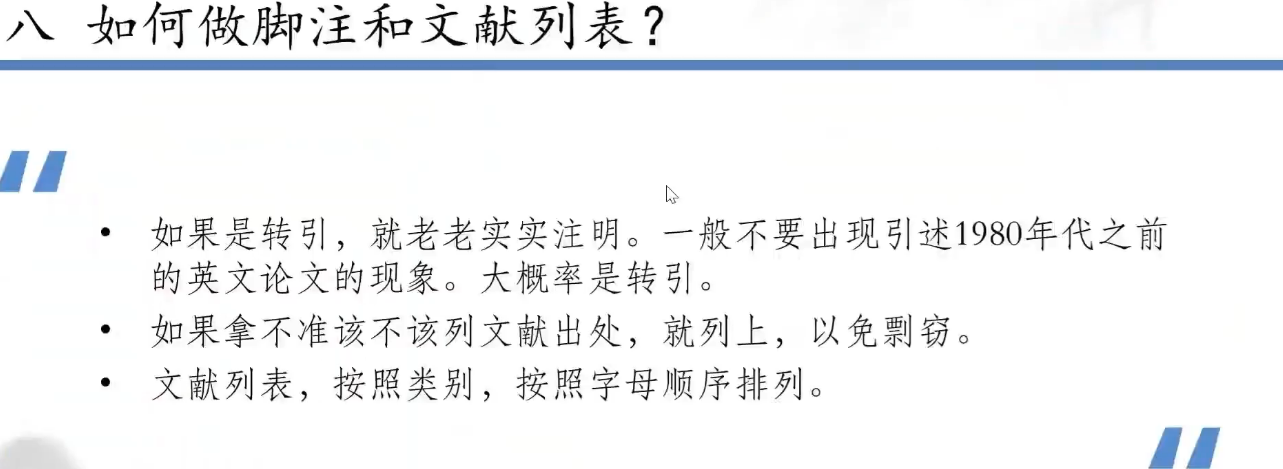 八 如何做脚注和文献列表？
• 如果是转引，就老老实实注明。一般不要出现引述1980年代之前
的英文论文的现象。大概率是转引。
• 如果拿不准该不该列文献出处，就列上，以免剽窃。
• 文献列表，按照类别，按照字母顺序排列。